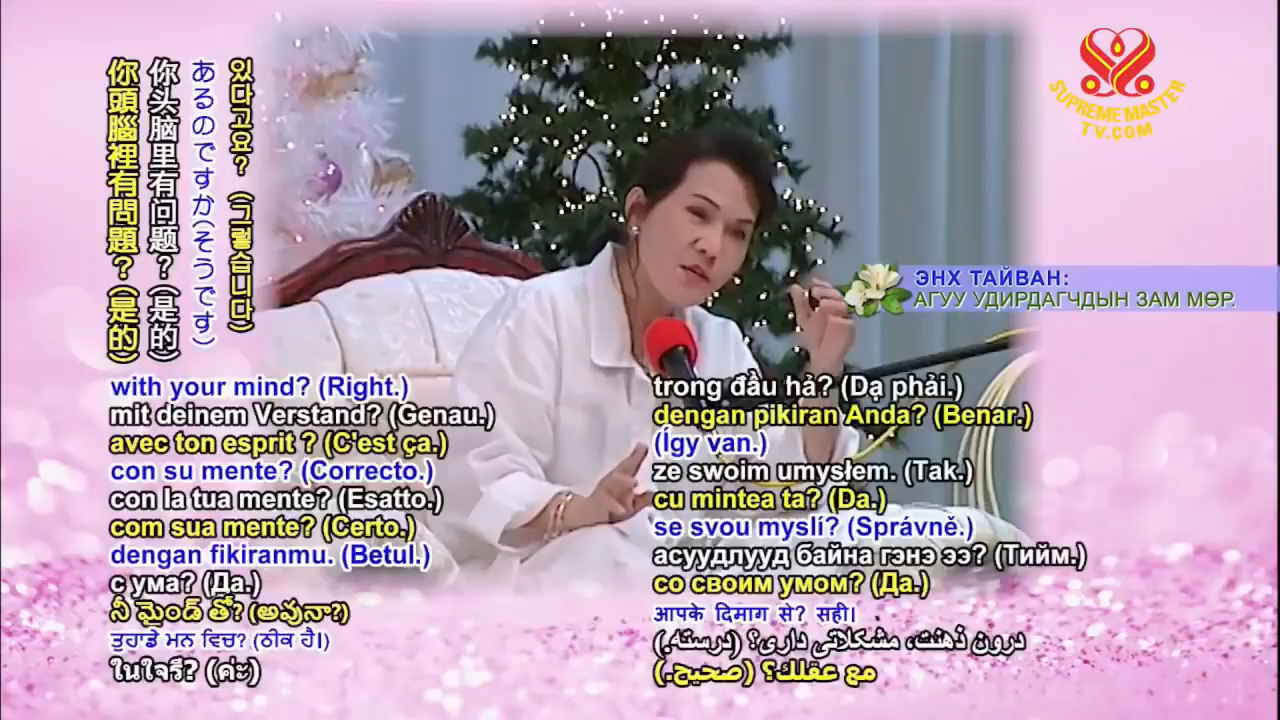 SUPREME MASTER
TV.COM
ЭНХ ТАЙВАН:
АГУУ УДИРДАГЧДЫН ЗАМ МӨР.
있다고요? (그렇습니다)
あるのですか(そうです)
你头脑里有问题？(是的)
你頭腦裡有問題？(是的)
with your mind? (Right.)
mit deinem Verstand? (Genau.)
avec ton esprit ? (C'est ça.)
con su mente? (Correcto.)
con la tua mente? (Esatto.)
com sua mente? (Certo.)
dengan fikiranmu. (Betul.)
с ума? (Да.)
నీ మైండ్ తో? (అవునా?)
ਤੁਹਾਡੇ ਮਨ ਵਿਚ? (ਠੀਕ ਹੈ।)
ในใจรึ? (ค่ะ)
trong đầu hả? (Dạ phải.)
dengan pikiran Anda? (Benar.)
(Így van.)
ze swoim umysłem. (Tak.)
cu mintea ta? (Da.)
se svou myslí? (Správně.)
асуудлууд байна гэнэ ээ? (Тийм.)
со своим умом? (Да.)
आपके दिमाग से? सही।
درون ذهنت، مشکلاتی داری؟ (درسته.)
مع عقلك؟ (صحيح.)